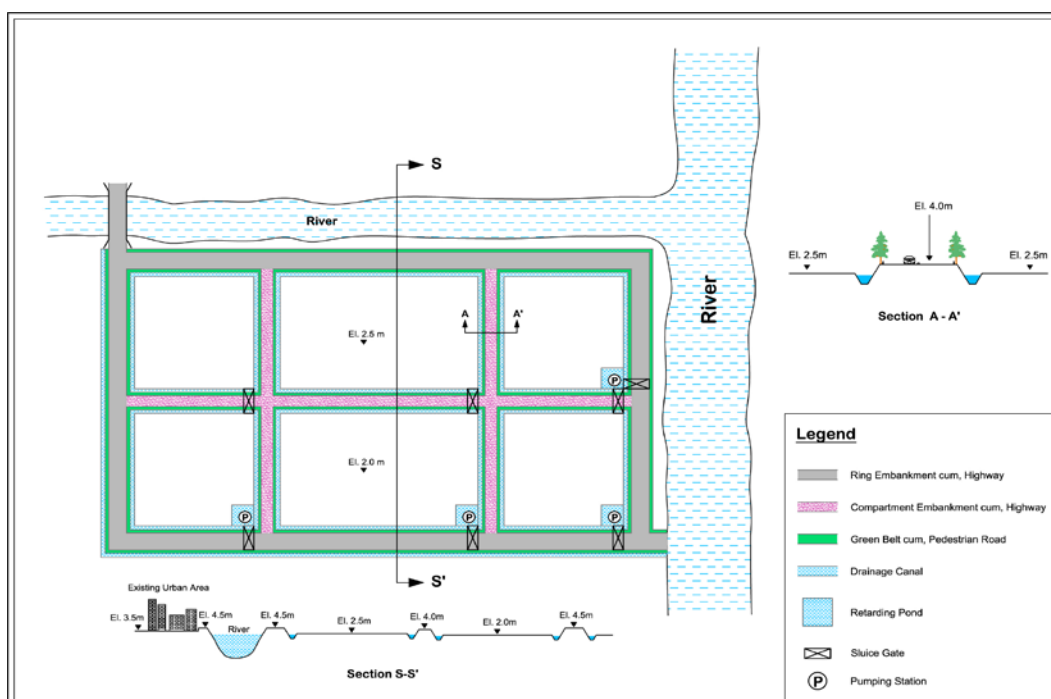 S
River
El. 4.0m
El. 2.5m
El. 2.5m
Section A - A'
River
A
A'
El. 2.5 m
P
El. 2.0 m
P
P
P
S'
Legend
Ring Embankment cum, Highway
Compartment Embankment cum, Highway
Green Belt cum, Pedestrian Road
Drainage Canal
Retarding Pond
Sluice Gate
P
Pumping Station
Existing Urban Area
El. 3.5m
El. 4.5m
River
El. 4.5m
El. 2.5m
El. 4.0m
El. 2.0m
El. 4.5m
Section S-S'